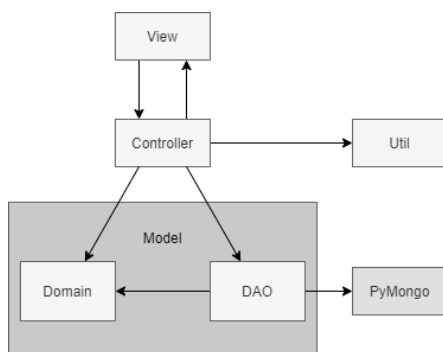 View
Controller
Util
Model
Domain
DAO
PyMongo